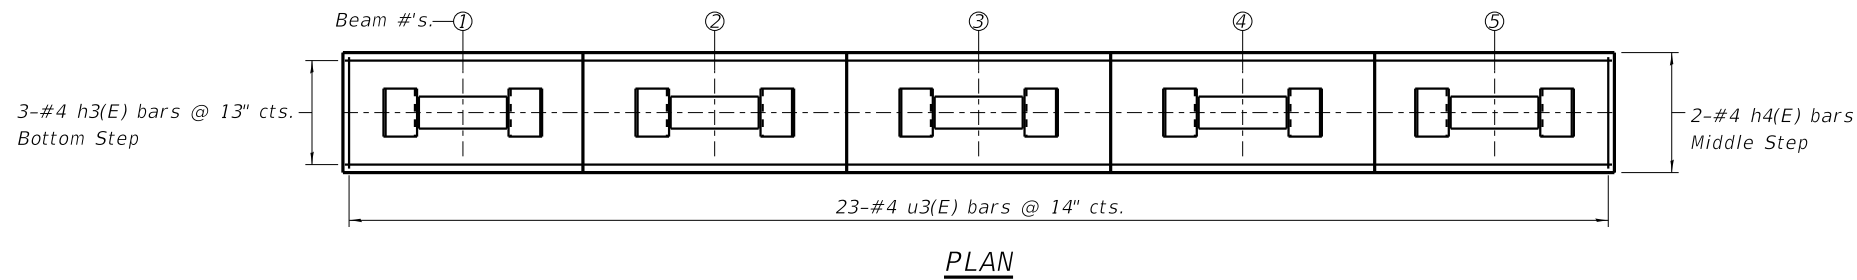 Beam #'s.
1
2
3
4
5
3-#4 h3(E) bars @ 13" cts.
Bottom Step
2-#4 h4(E) bars
Middle Step
23-#4 u3(E) bars @ 14" cts.
PLAN